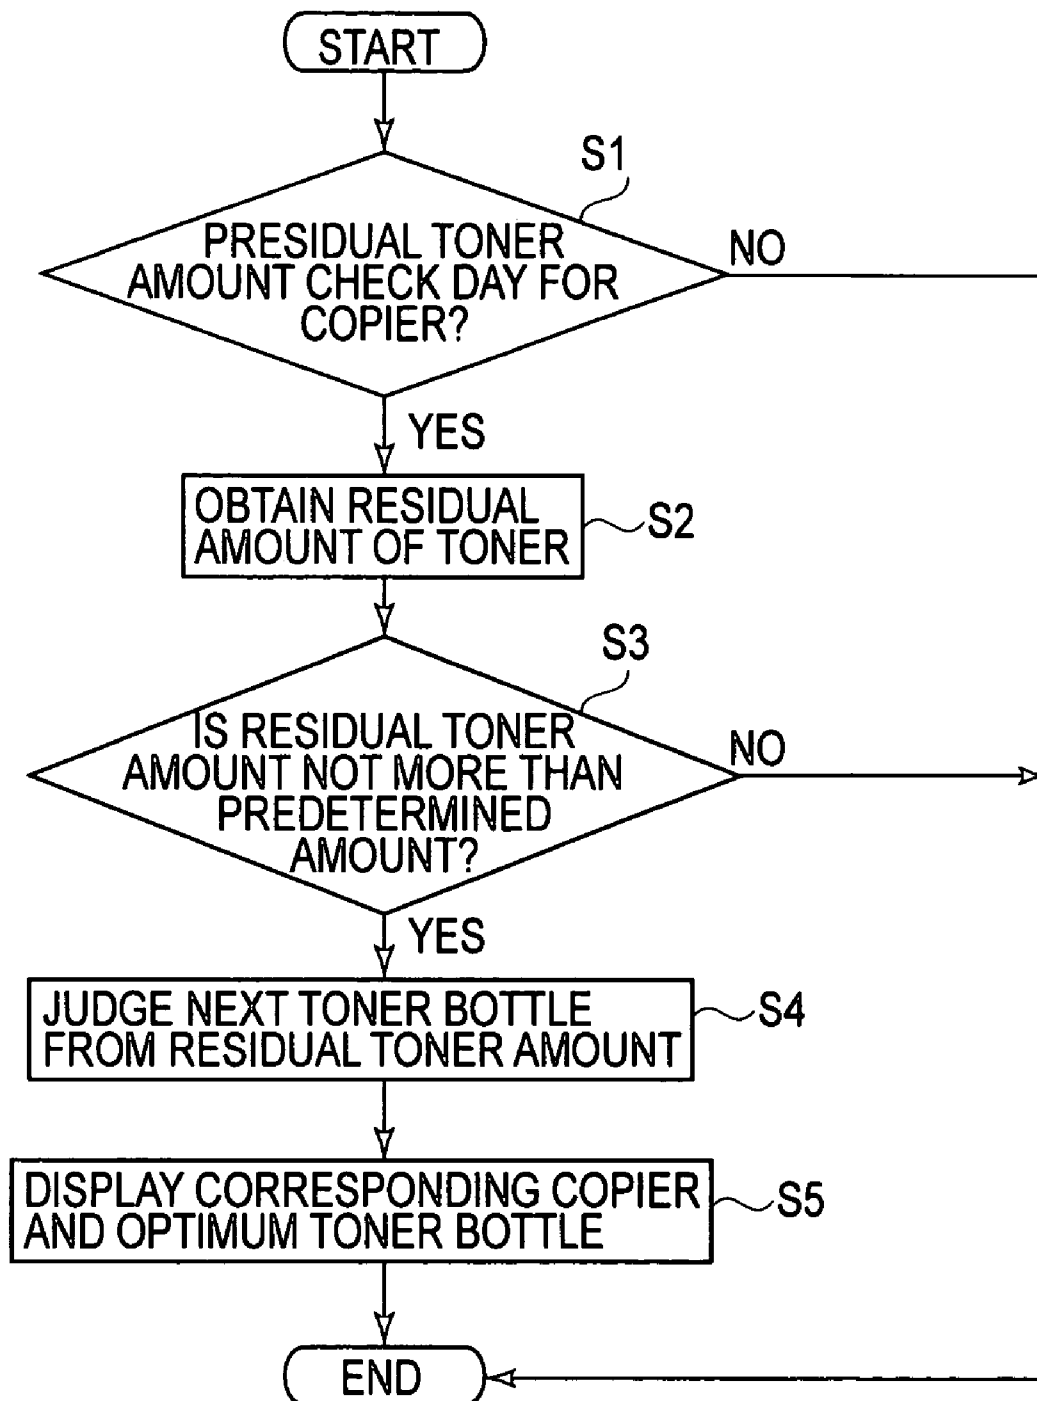 START
S1
PRESIDUAL TONER
AMOUNT CHECK DAY FOR
COPIER?
NO
YES
OBTAIN RESIDUAL
AMOUNT OF TONER
S2
S3
IS RESIDUAL TONER
AMOUNT NOT MORE THAN
PREDETERMINED
AMOUNT?
NO
YES
JUDGE NEXT TONER BOTTLE
FROM RESIDUAL TONER AMOUNT
S4
DISPLAY CORRESPONDING COPIER
AND OPTIMUM TONER BOTTLE
S5
END